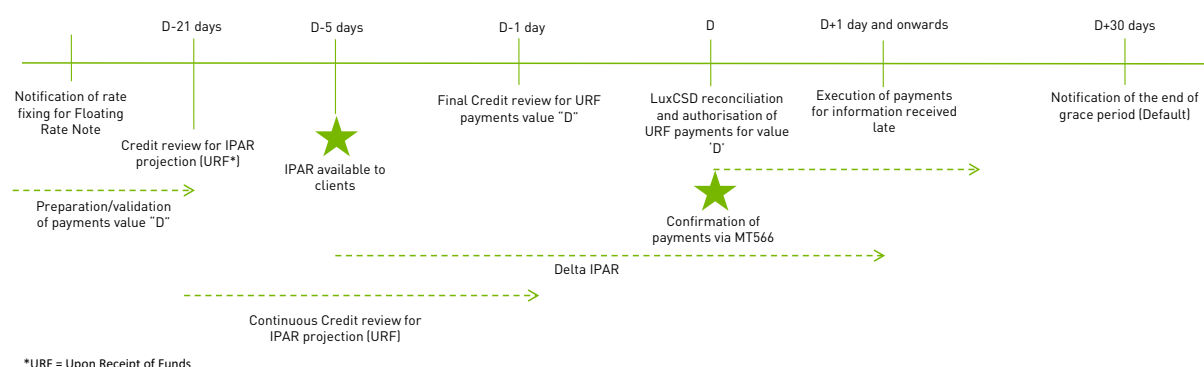 D-21 days
D-5 days
D-1 day
D
D+1 day and onwards
D+30 days
Notification of rate
fixing for Floating
Rate Note
Credit review for IPAR
projection (URF*)
IPAR available to
clients
Final Credit review for URF
payments value “D”
LuxCSD reconciliation
and authorisation of
URF payments for value
‘D’
Execution of payments
for information received
late
Notification of the end of
grace period (Default)
Preparation/validation
of payments value “D”
Confirmation of
payments via MT566
Delta IPAR
Continuous Credit review for
IPAR projection (URF)
*URF = Upon Receipt of Funds